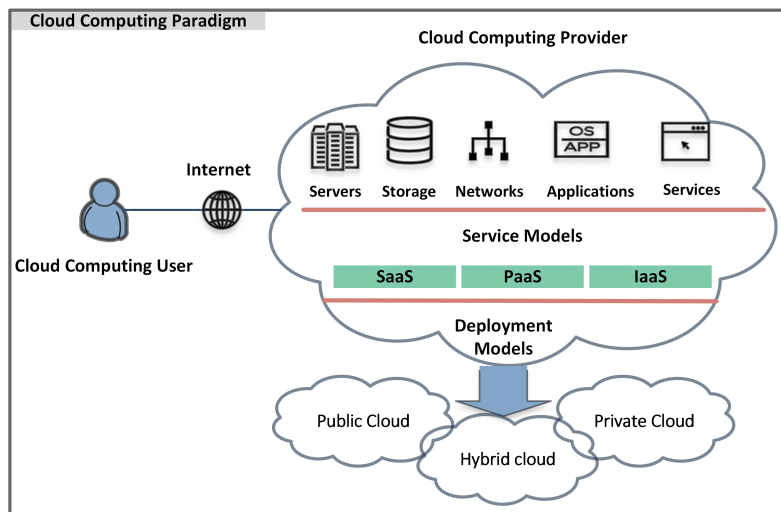 Cloud Computing Paradigm
Cloud Computing Provider
OS
APP
Internet
Servers
Storage
Networks
Applications
Services
Cloud Computing User
Service Models
SaaS
PaaS
IaaS
Deployment
Models
Public Cloud
Private Cloud
Hybrid cloud